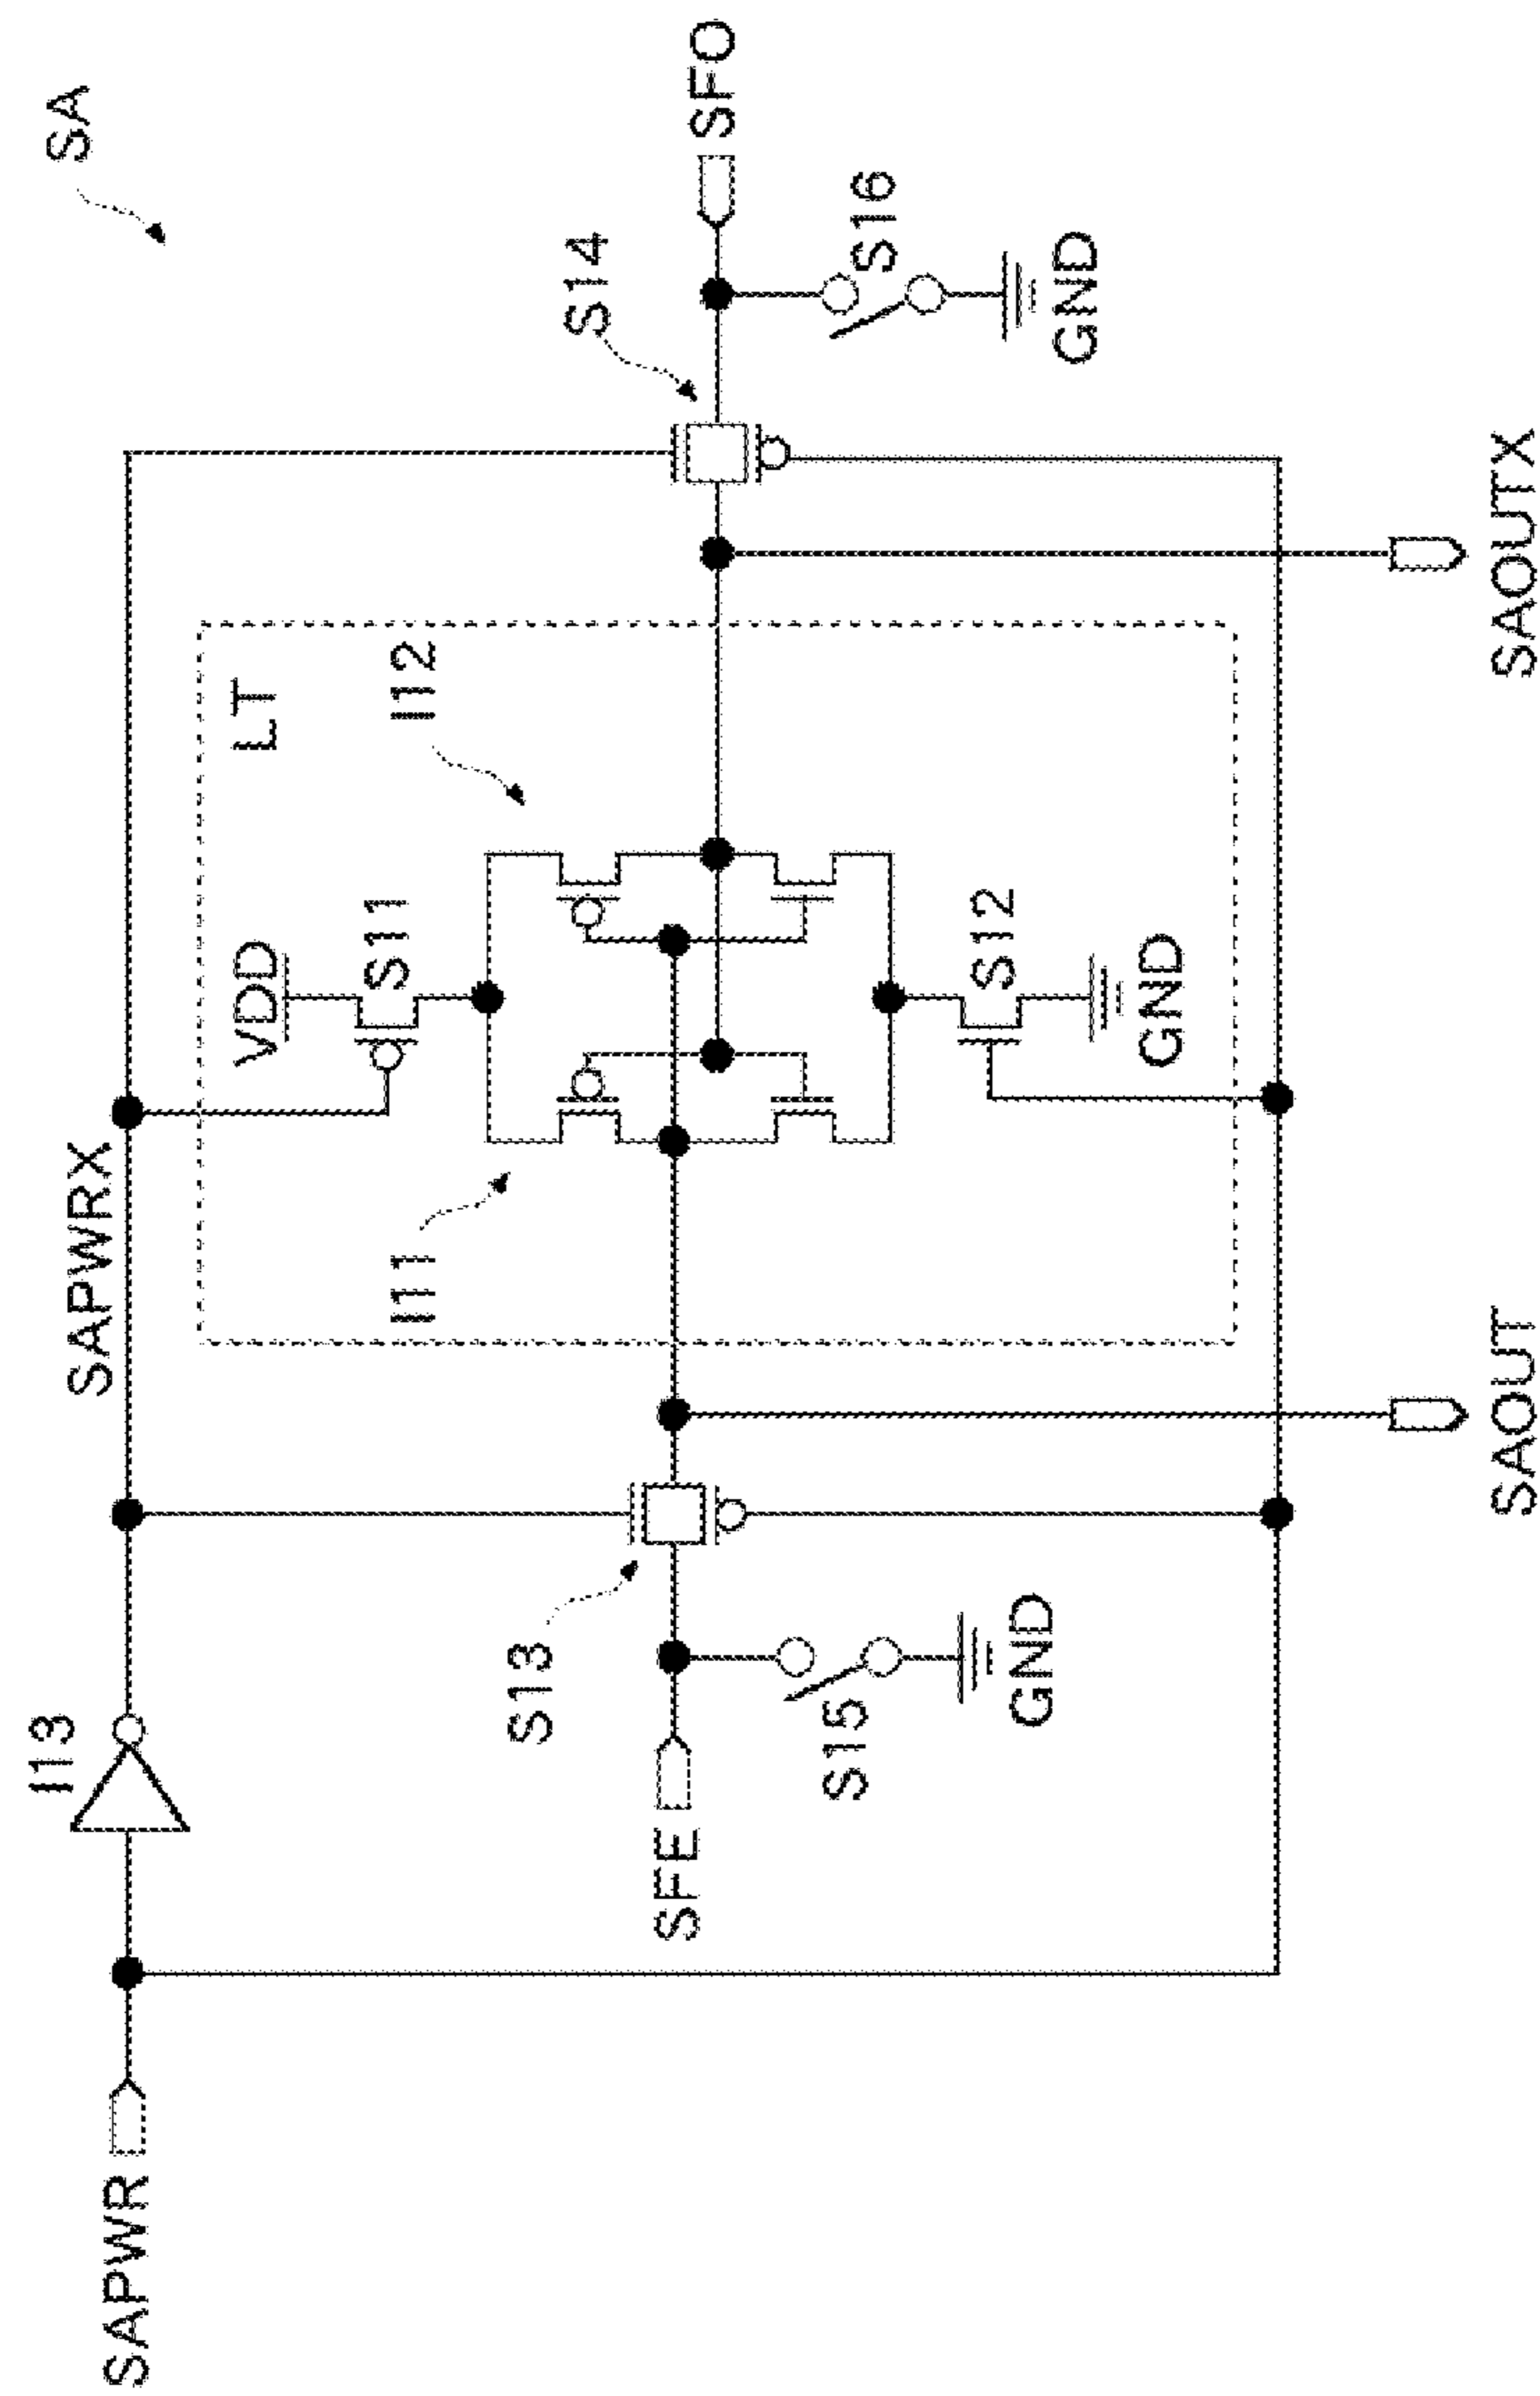 SA
SAPWR
I13
SAPWRX
LT
VDD
S11
I11
I12
S14
SFO
S16
GND
SFE
S13
S15
GND
S12
GND
SAOUT
SAOUTX